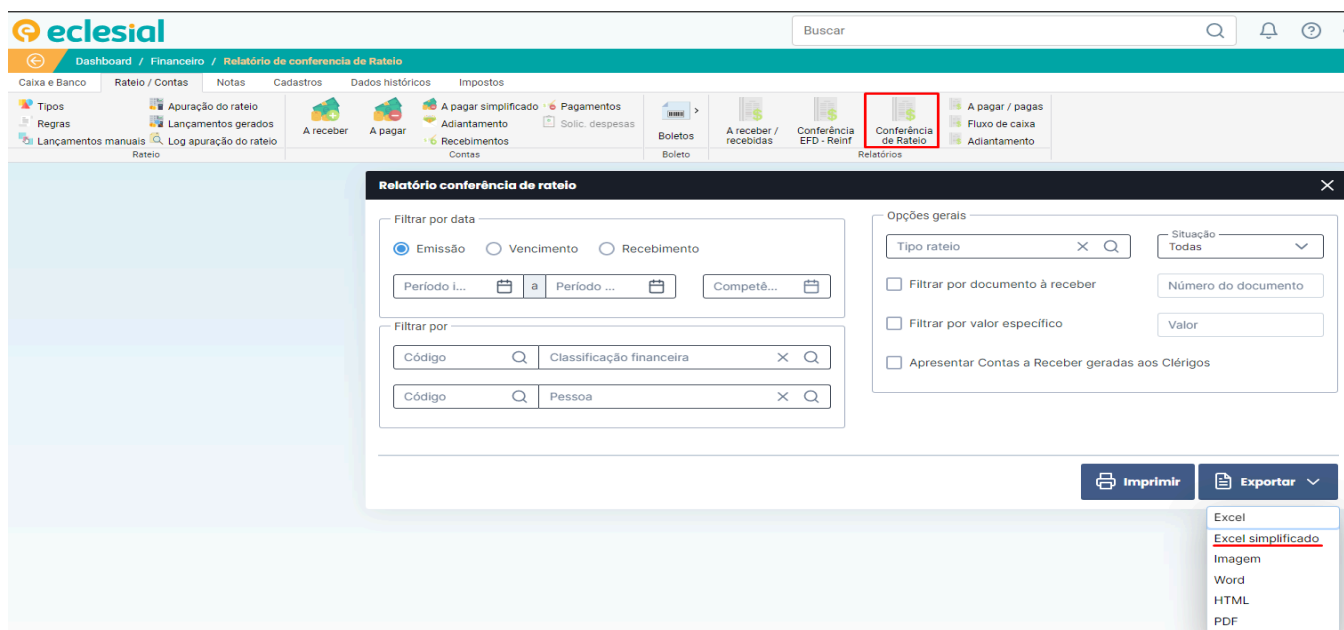 eclesial
Buscar
Dashboard / Financeiro / Relatório de conferencia de Rateio
Caixa e Banco Rateio / Contas Notas Cadastros Dados históricos Impostos
Tipos Apuração do rateio
Regras Lançamentos gerados
Lançamentos manuais Log apuração do rateio
Rateio
A receber
A pagar
A pagar simplificado Pagamentos
Adiantamento Solic. despesas
Recebimentos
Contas
Boletos
Boleto
A receber /
recebidas
Conferência
EFD - Reinf
Conferência
de Rateio
A pagar / pagas
Fluxo de caixa
Adiantamento
Relatórios
Relatório conferência de rateio
Filtrar por data
Emissão Vencimento Recebimento
Período i... a Período ... Competê...
Filtrar por
Código Classificação financeira
Código Pessoa
Opções gerais
Tipo rateio
Situação
Todas
Filtrar por documento à receber Número do documento
Filtrar por valor específico Valor
Apresentar Contas a Receber geradas aos Clérigos
Imprimir Exportar
Excel
Excel simplificado
Imagem
Word
HTML
PDF